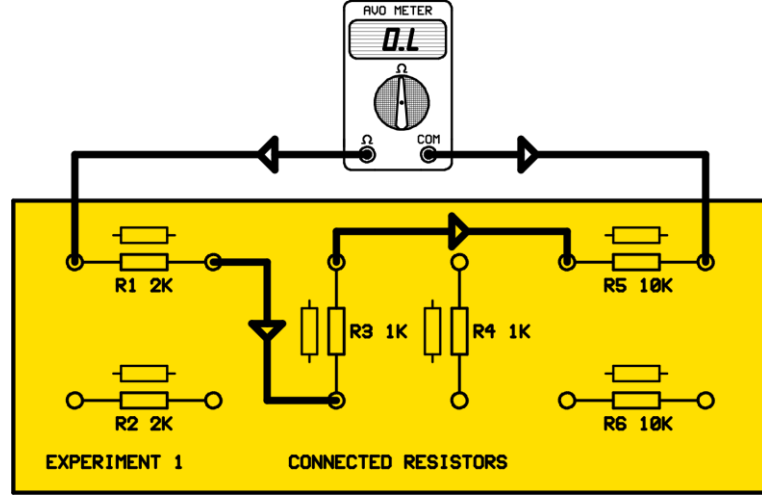 AVO METER
0.L
Ω
Ω COM
R1 2K
R5 10K
R3 1K
R4 1K
R2 2K
R6 10K
EXPERIMENT 1
CONNECTED RESISTORS